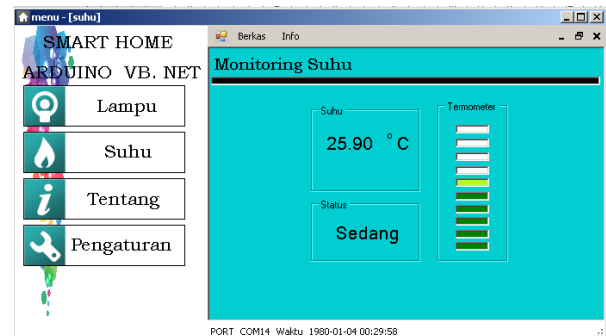 menu - [suhu]
SMART HOME
ARDUINO VB. NET
Lampu
Suhu
Tentang
Pengaturan
Berkas Info
Monitoring Suhu
Suhu
25.90 °C
Status
Sedang
Termometer
PORT COM14 Waktu 1980-01-04 00:29:58